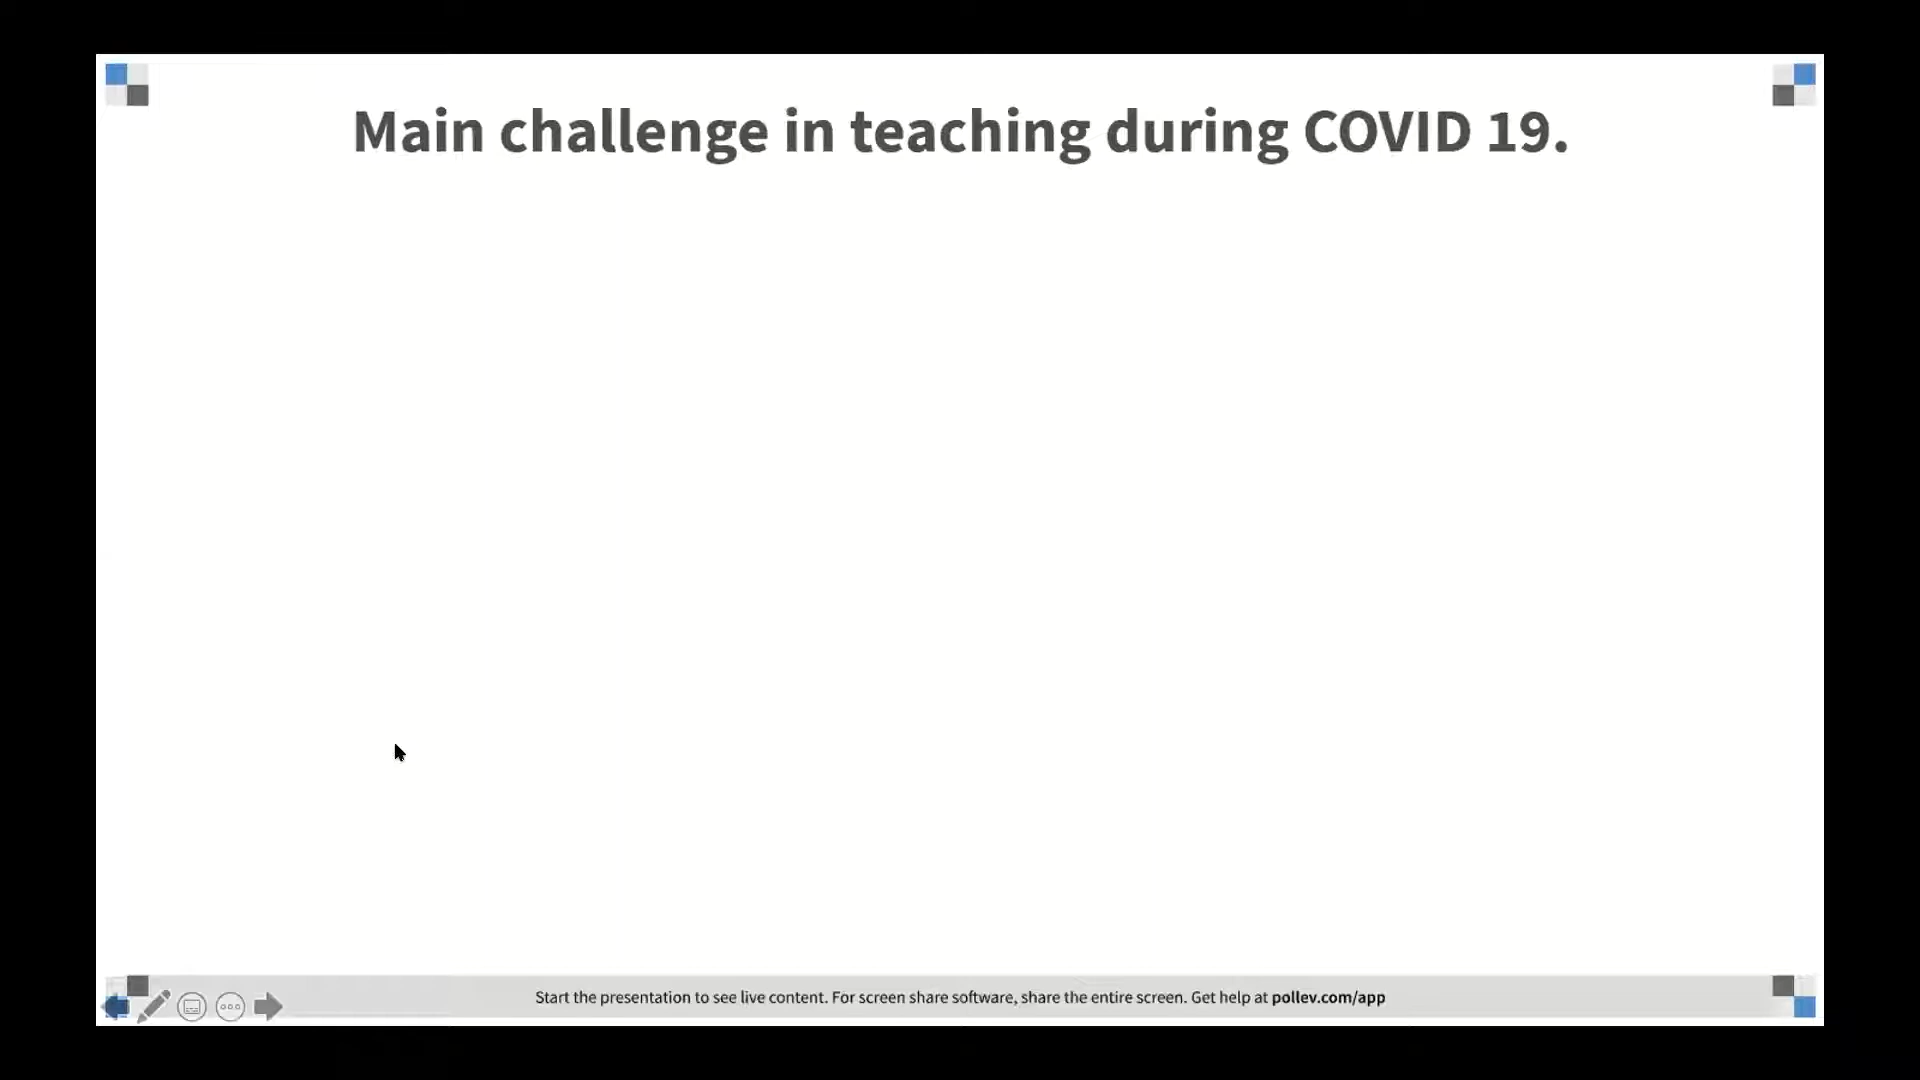 Main challenge in teaching during COVID 19.
Start the presentation to see live content. For screen share software, share the entire screen. Get help at pollev.com/app